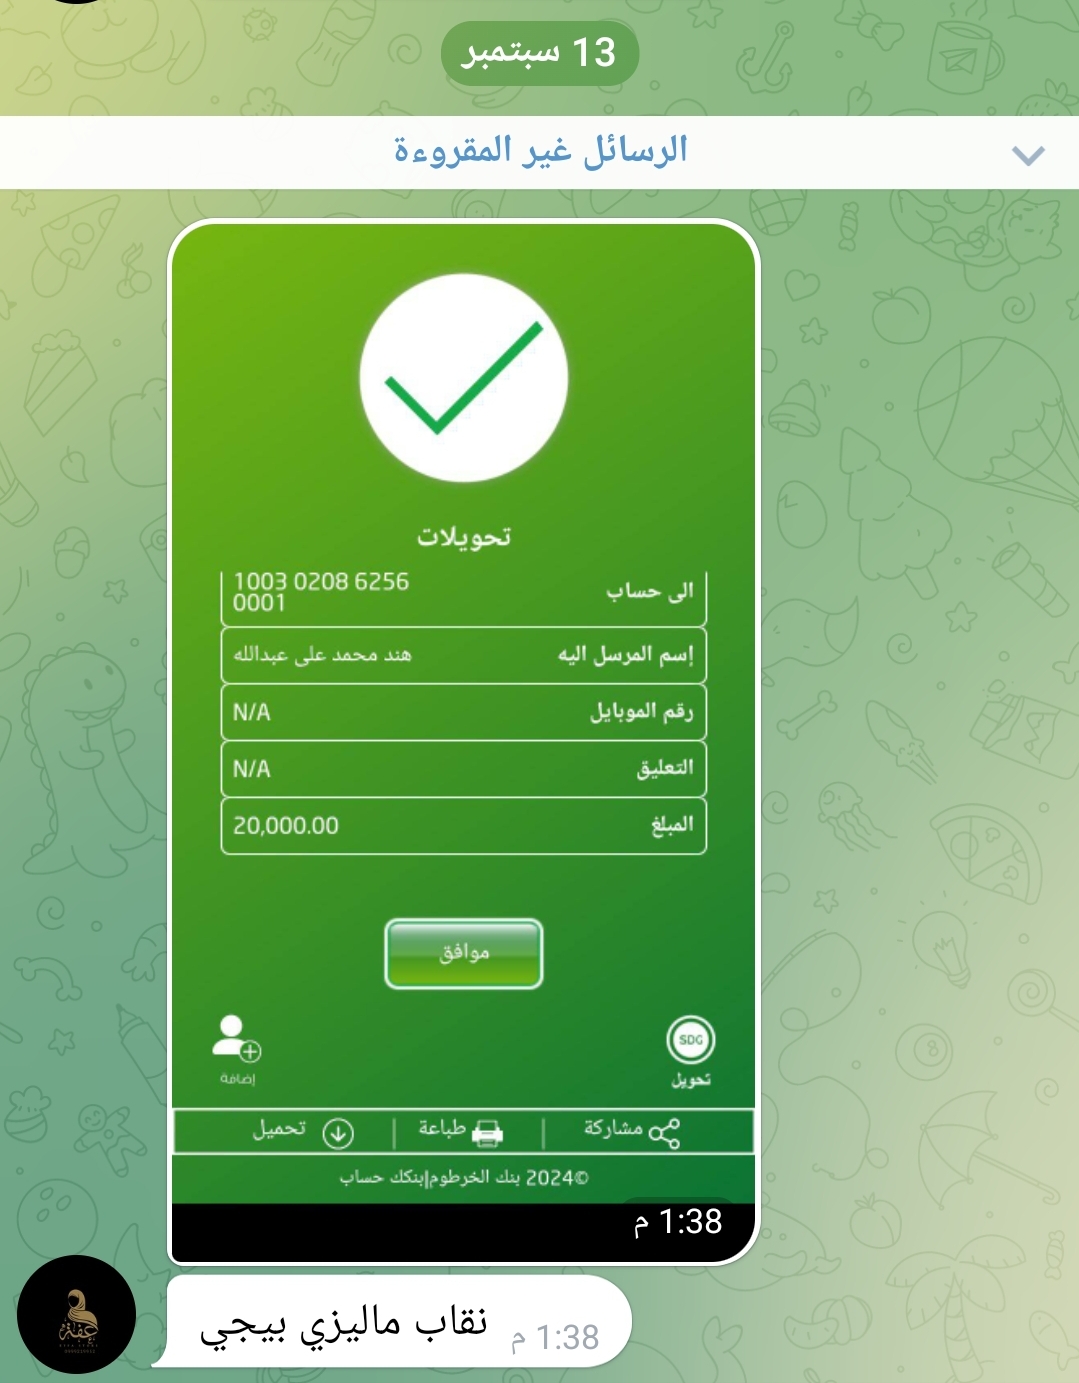 13 سبتمبر
الرسائل غير المقروءة
تحويلات
الى حساب 1003 0208 6256
0001
إسم المرسل اليه هند محمد على عبدالله
رقم الموبايل N/A
التعليق N/A
المبلغ 20,000.00
موافق
SDG
تحويل
إضافة
مشاركة | طباعة | تحميل
©2024 بنك الخرطوم|بنكك حساب
1:38 م
عفة
نقاب ماليزي بيجي 1:38 م